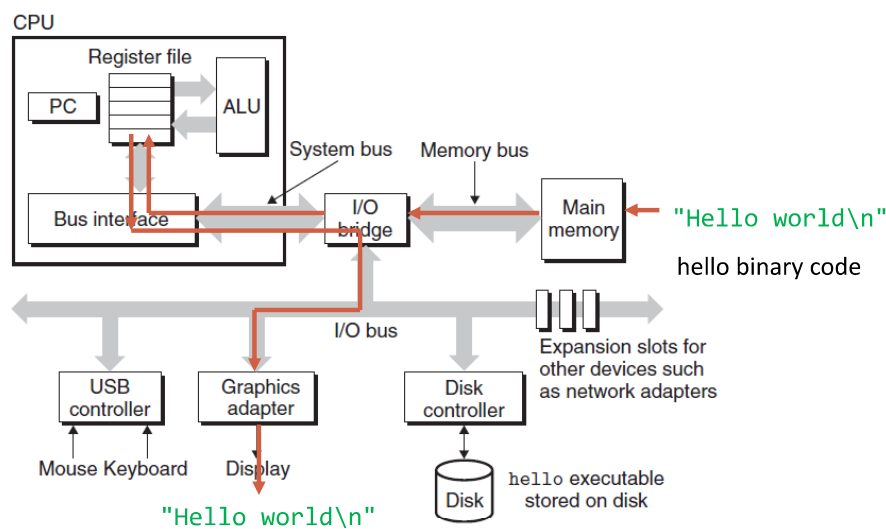 CPU
Register file
PC
ALU
System bus
Memory bus
Bus interface
I/O
bridge
Main
memory
"Hello world\n"
hello binary code
I/O bus
Expansion slots for
other devices such
as network adapters
USB
controller
Graphics
adapter
Disk
controller
Mouse Keyboard
Display
Disk
hello executable
stored on disk
"Hello world\n"